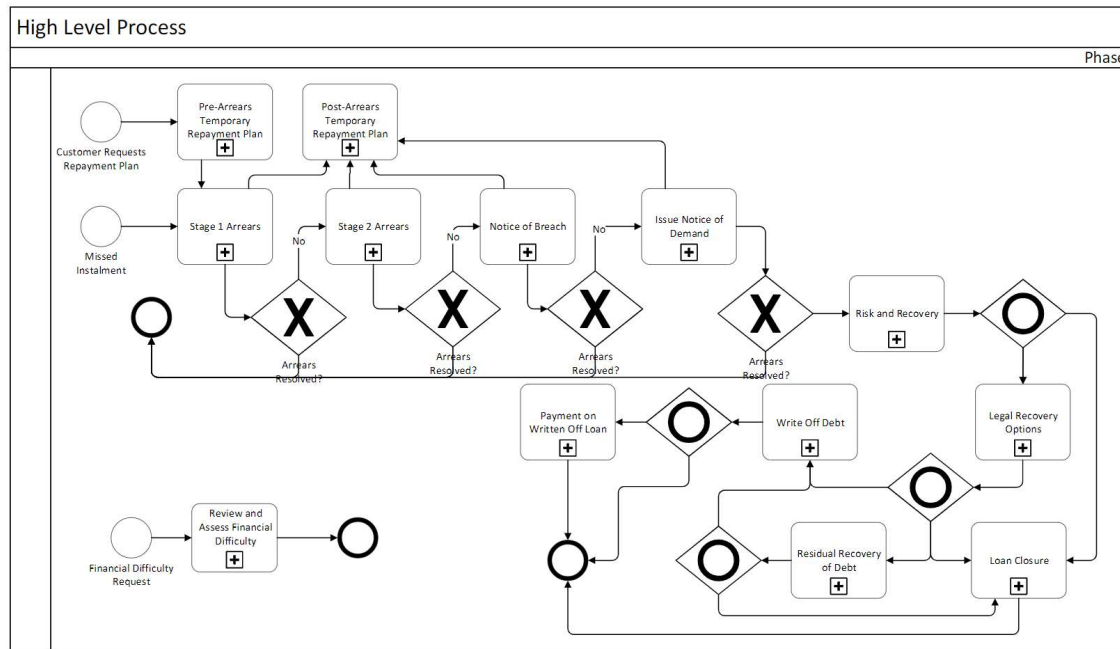 High Level Process
Phase
Pre-Arrears
Temporary
Repayment Plan
Post-Arrears
Temporary
Repayment Plan
Customer Requests
Repayment Plan
Stage 1 Arrears
Stage 2 Arrears
Notice of Breach
Issue Notice of
Demand
No
No
No
Missed
Instalment
X
X
X
X
Risk and Recovery
Arrears
Resolved?
Arrears
Resolved?
Arrears
Resolved?
Arrears
Resolved?
Payment on
Written Off Loan
Write Off Debt
Legal Recovery
Options
Review and
Assess Financial
Difficulty
Financial Difficulty
Request
Residual Recovery
of Debt
Loan Closure